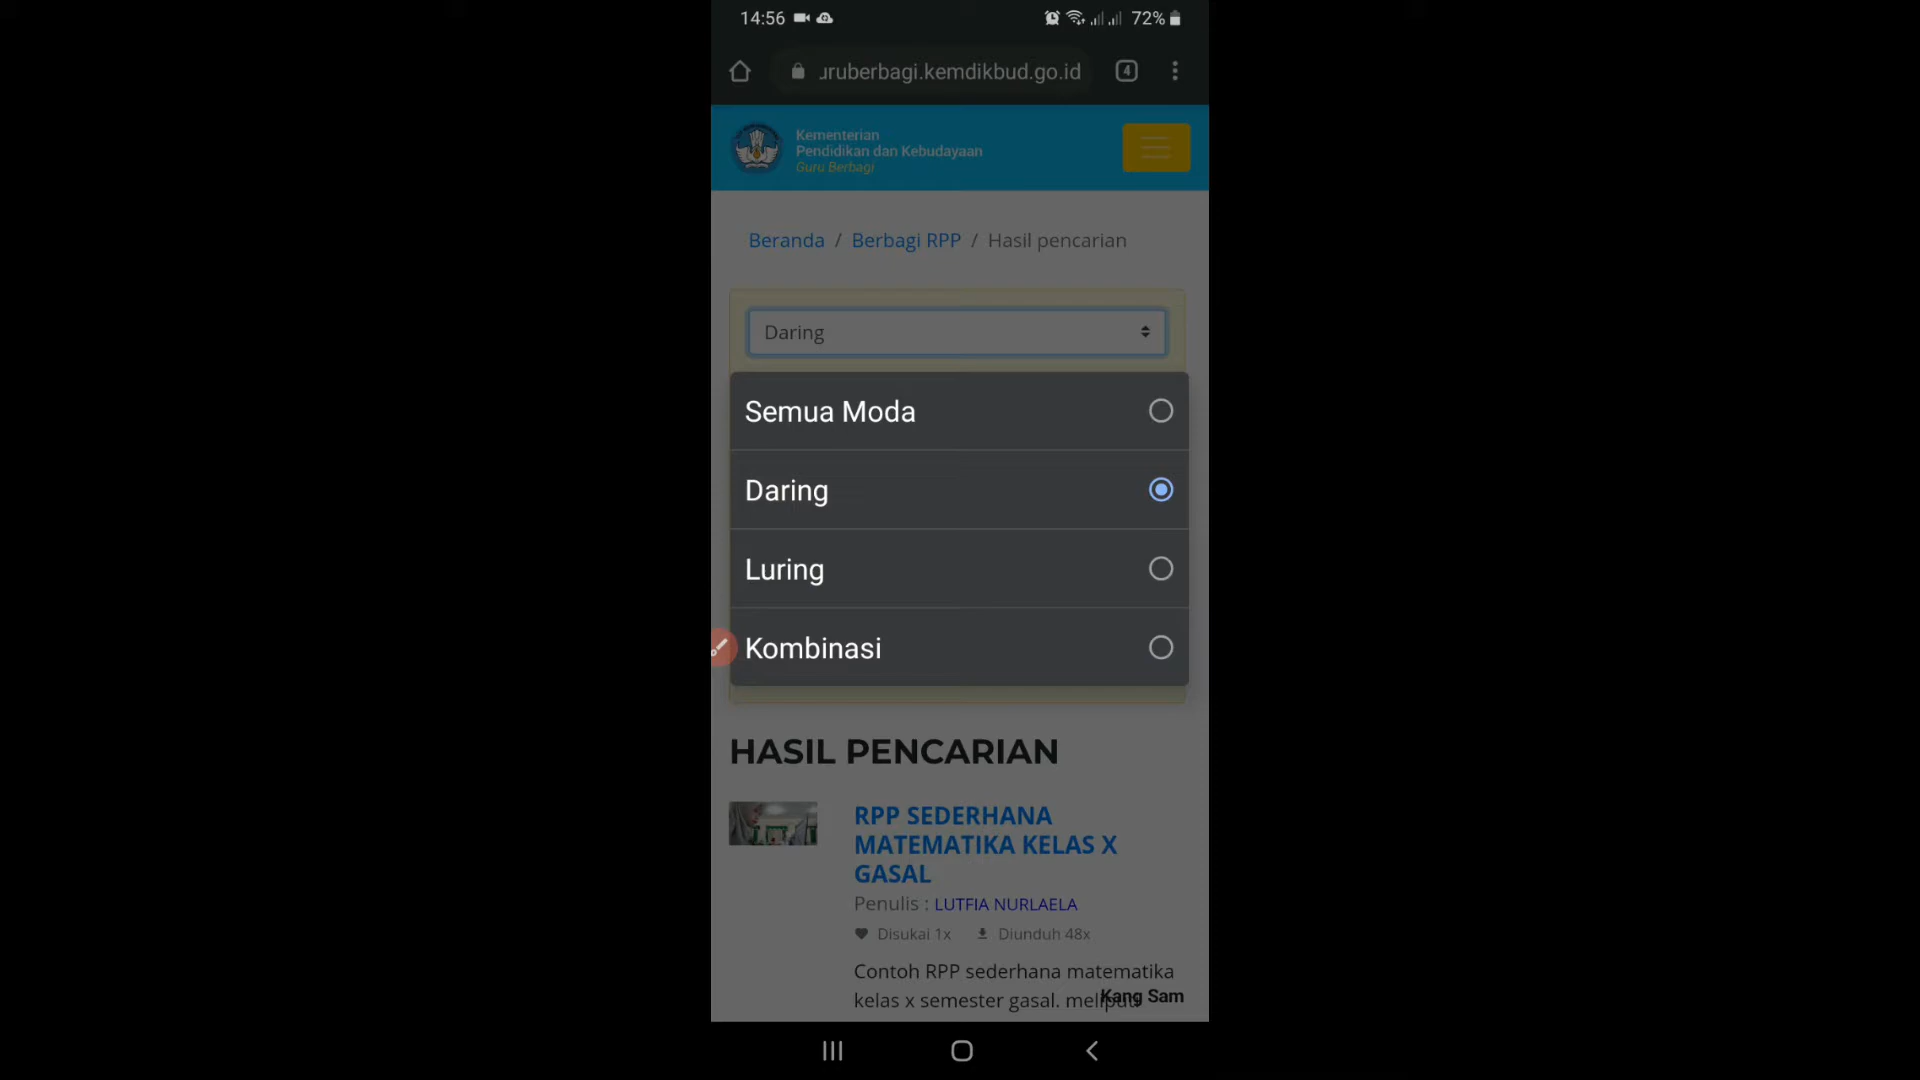 14:56
72%
uruberbagi.kemdikbud.go.id
4
Kementerian
Pendidikan dan Kebudayaan
Guru Berbagi
Beranda / Berbagi RPP / Hasil pencarian
Daring
Semua Moda
Daring
Luring
Kombinasi
HASIL PENCARIAN
RPP SEDERHANA
MATEMATIKA KELAS X
GASAL
Penulis : LUTFIA NURLAELA
Disukai 1x Diunduh 48x
Contoh RPP sederhana matematika
kelas x semester gasal. meliputi
Kang Sam